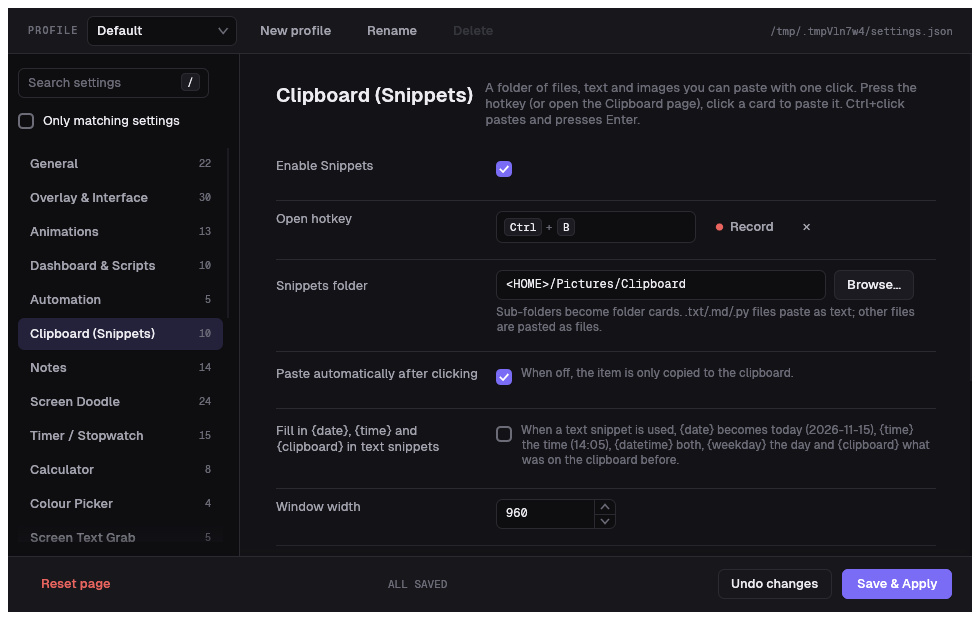 PROFILE Default New profile Rename Delete /tmp/.tmpVln7w4/settings.json
Search settings /
Only matching settings
General 22
Overlay & Interface 30
Animations 13
Dashboard & Scripts 10
Automation 5
Clipboard (Snippets) 10
Notes 14
Screen Doodle 24
Timer / Stopwatch 15
Calculator 8
Colour Picker 4
Screen Text Grab 5
Clipboard (Snippets)
A folder of files, text and images you can paste with one click. Press the
hotkey (or open the Clipboard page), click a card to paste it. Ctrl+click
pastes and presses Enter.
Enable Snippets
Open hotkey Ctrl + B Record ×
Snippets folder <HOME>/Pictures/Clipboard Browse...
Sub-folders become folder cards. .txt/.md/.py files paste as text; other files
are pasted as files.
Paste automatically after clicking When off, the item is only copied to the clipboard.
Fill in {date}, {time} and
{clipboard} in text snippets
When a text snippet is used, {date} becomes today (2026-11-15), {time}
the time (14:05), {datetime} both, {weekday} the day and {clipboard} what
was on the clipboard before.
Window width 960
Reset page ALL SAVED Undo changes Save & Apply